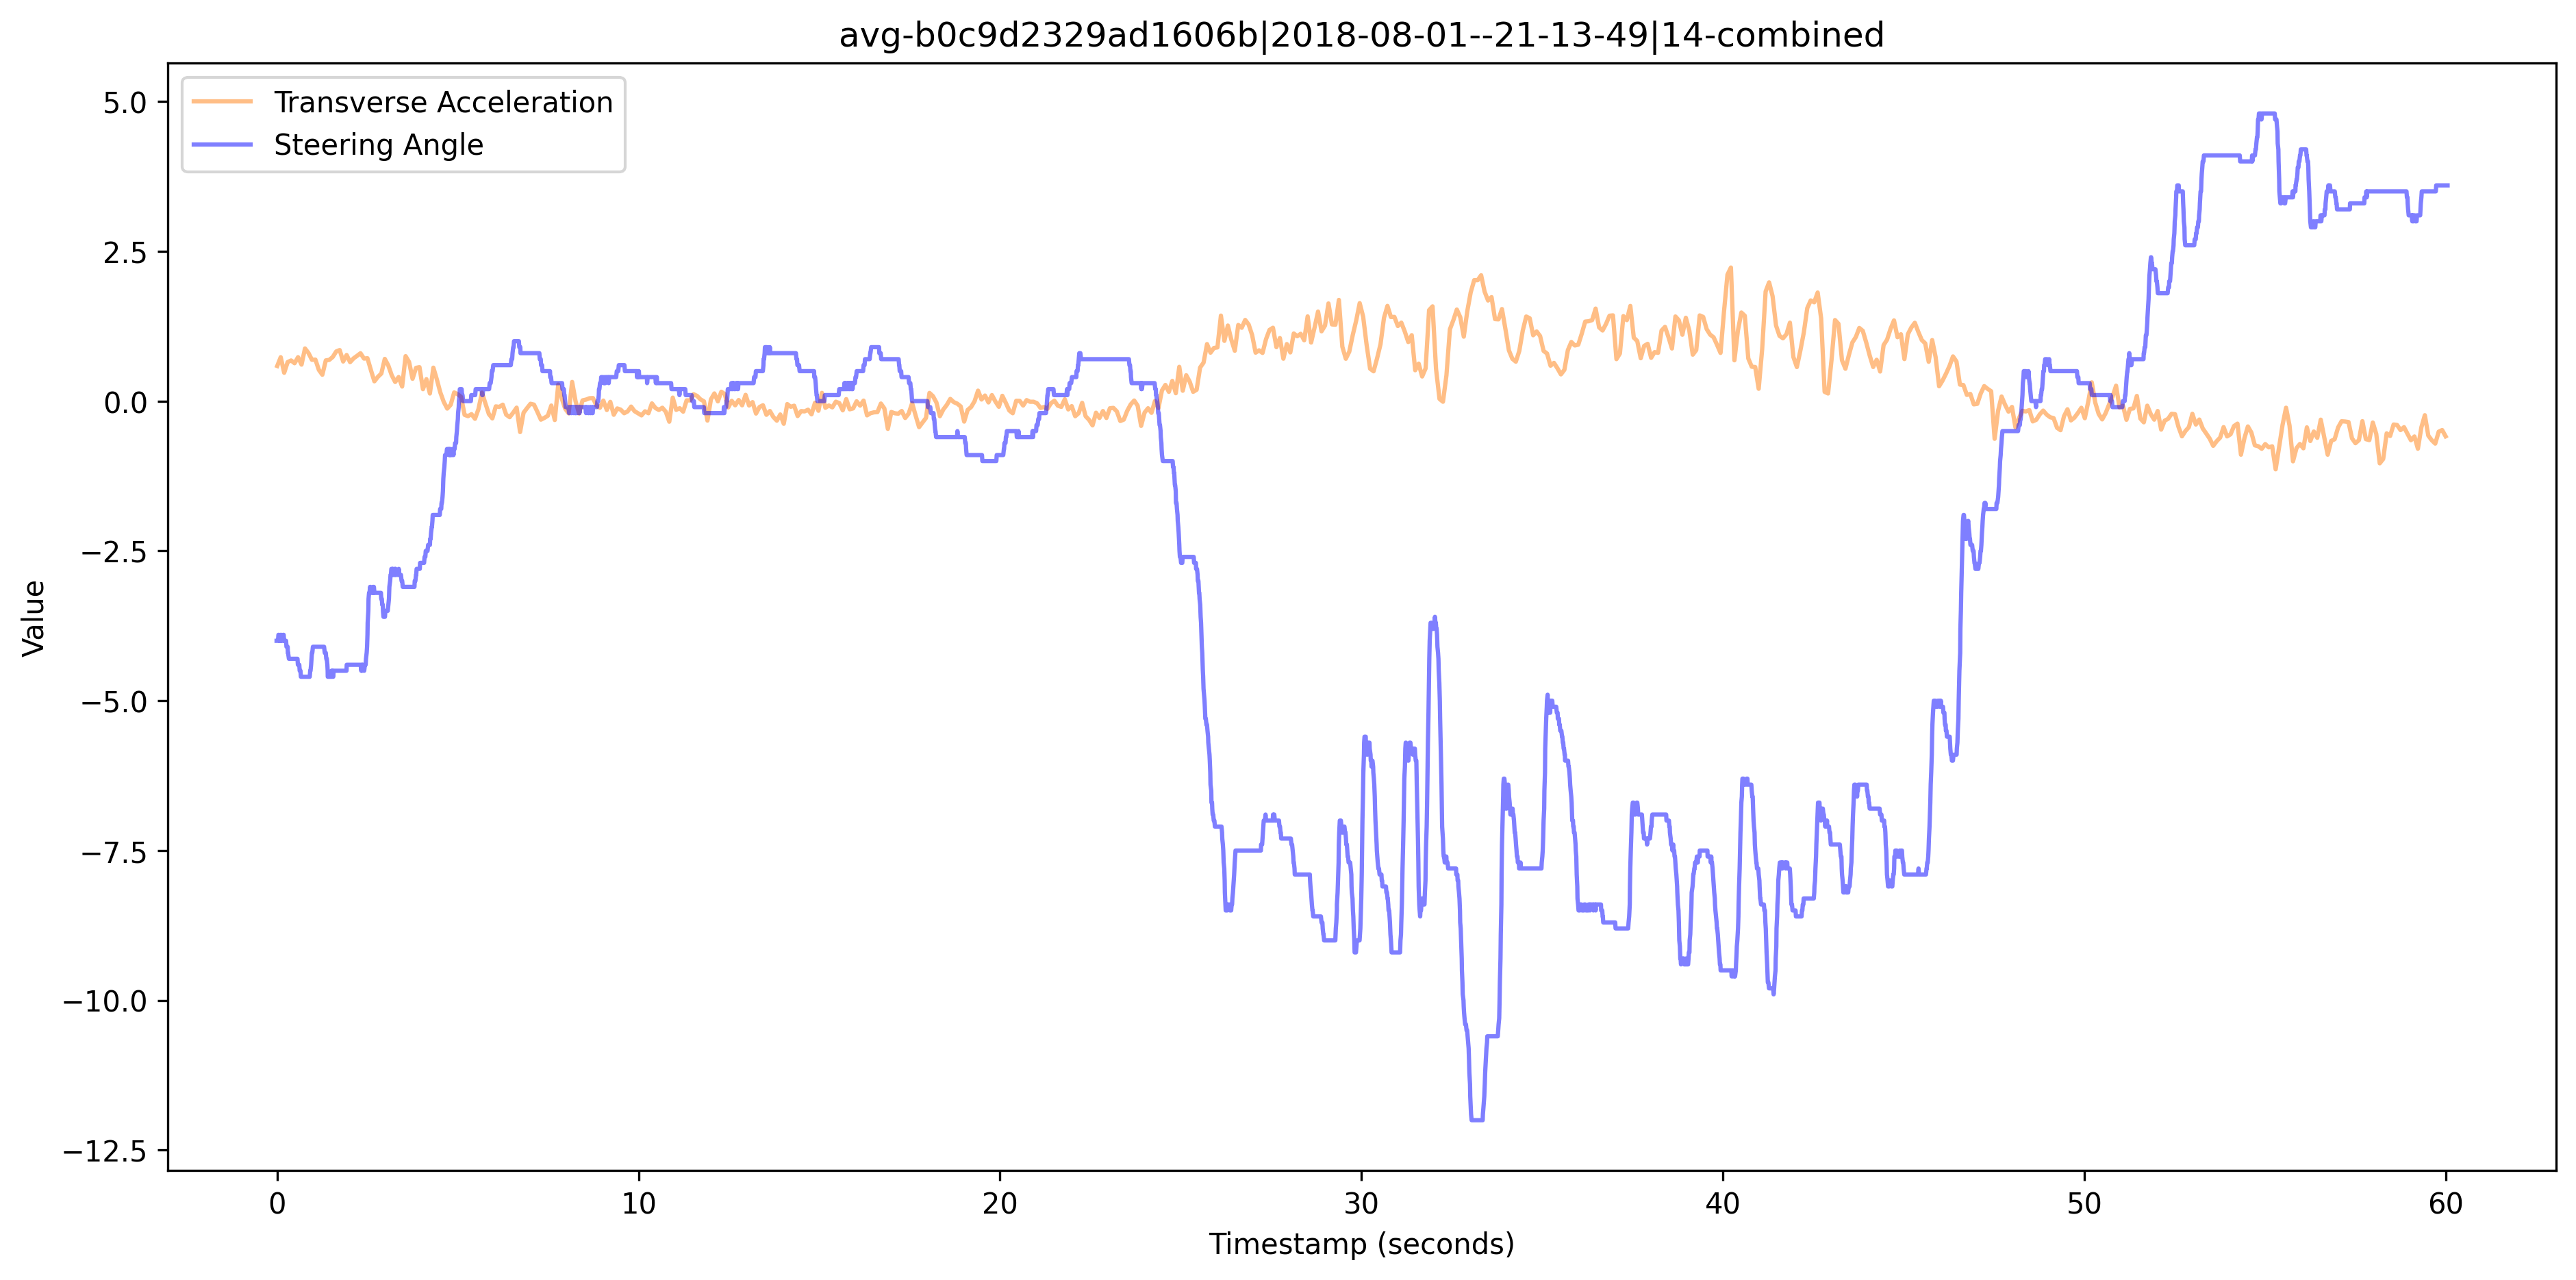 avg-b0c9d2329ad1606b|2018-08-01--21-13-49|14-combined
Transverse Acceleration
Steering Angle
5.0
2.5
0.0
−2.5
−5.0
−7.5
−10.0
−12.5
Value
0 10 20 30 40 50 60
Timestamp (seconds)